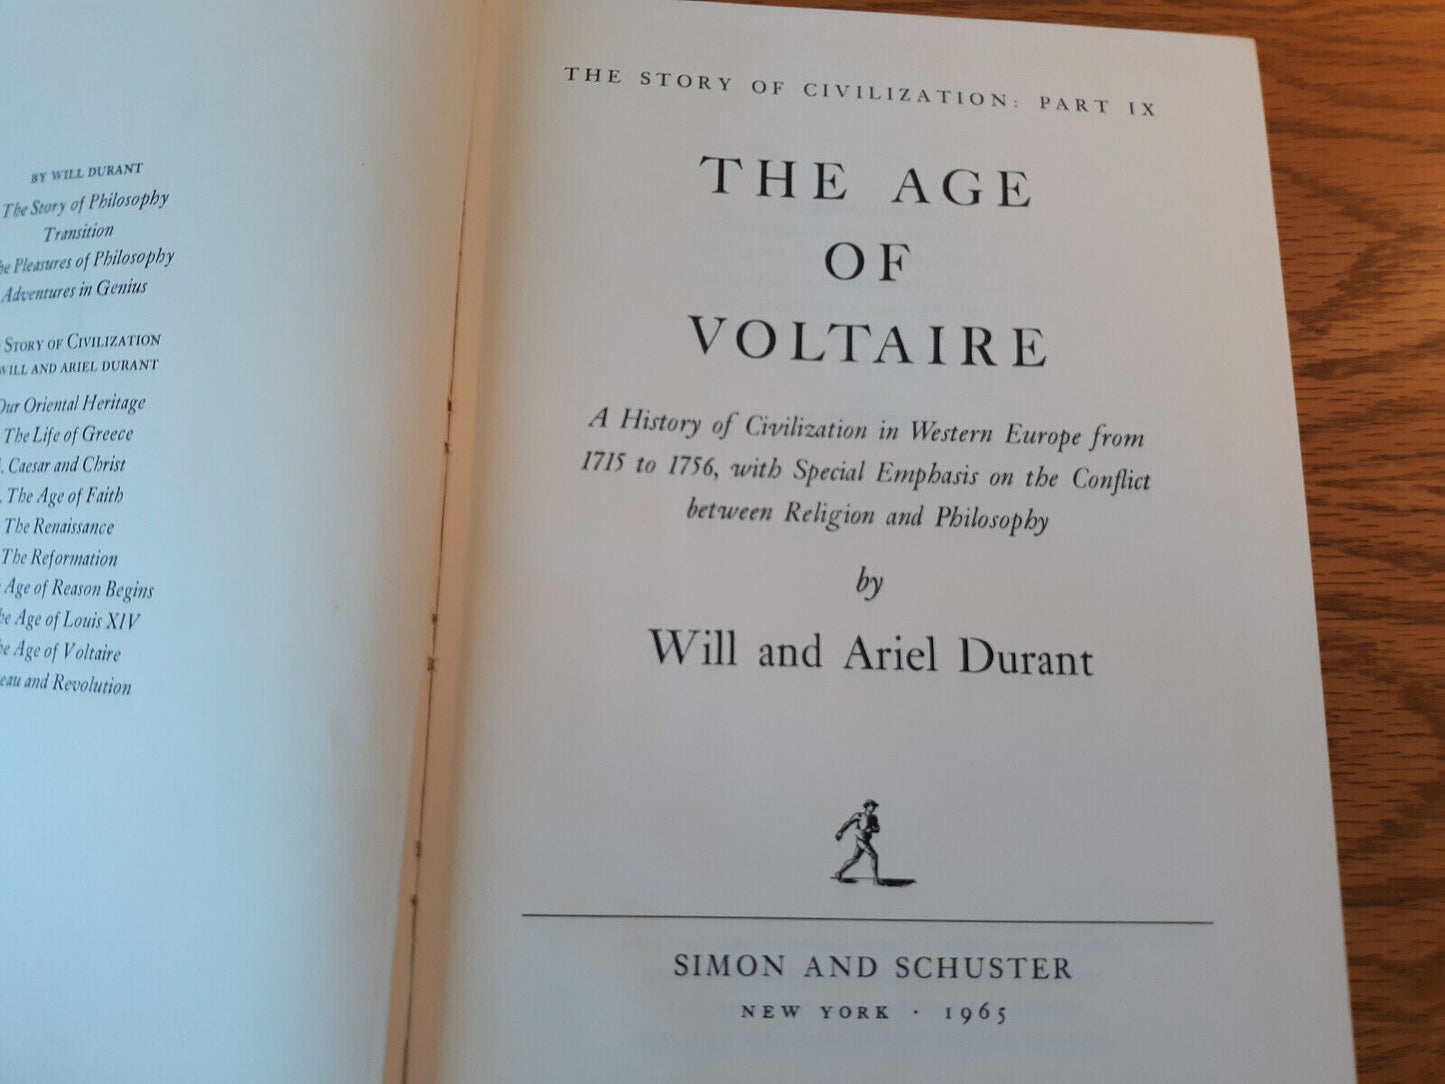 BY WILL DURANT
The Story of Philosophy
Transition
Pleasures of Philosophy
Adventures in Genius
STORY OF CIVILIZATION
WILL AND ARIEL DURANT
Our Oriental Heritage
The Life of Greece
Caesar and Christ
The Age of Faith
The Renaissance
The Reformation
Age of Reason Begins
Age of Louis XIV
Age of Voltaire
and Revolution
THE STORY OF CIVILIZATION: PART IX
THE AGE
OF
VOLTAIRE
A History of Civilization in Western Europe from
1715 to 1756, with Special Emphasis on the Conflict
between Religion and Philosophy
by
Will and Ariel Durant
SIMON AND SCHUSTER
NEW YORK · 1965